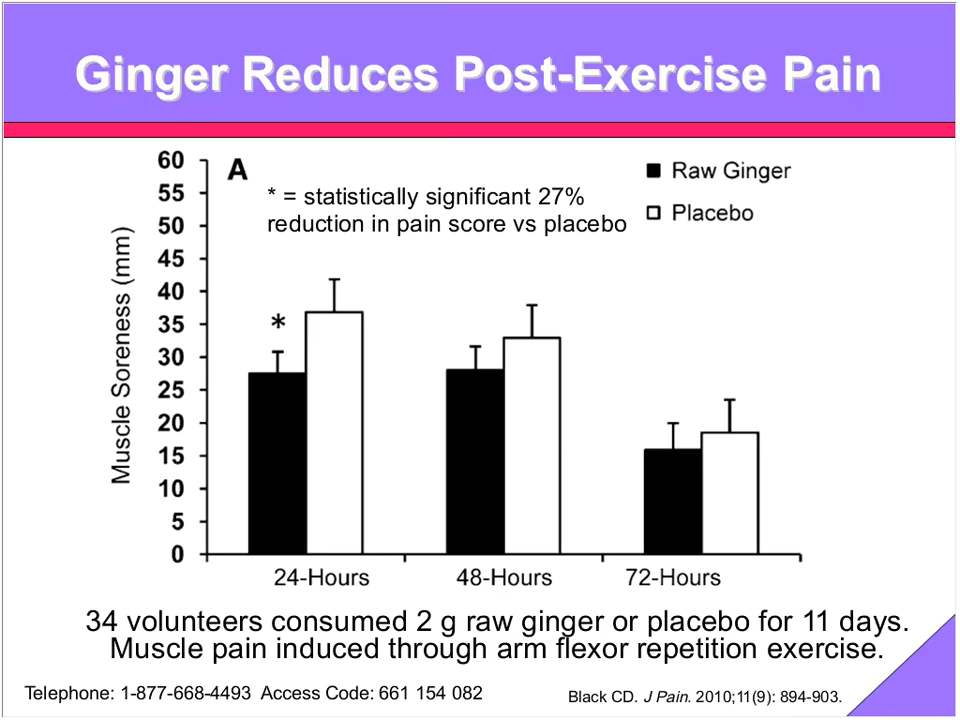 Ginger Reduces Post-Exercise Pain
A
* = statistically significant 27%
reduction in pain score vs placebo
Raw Ginger
Placebo
Muscle Soreness (mm)
60
55
50
45
40
35
30
25
20
15
10
5
0
*
24-Hours
48-Hours
72-Hours
34 volunteers consumed 2 g raw ginger or placebo for 11 days.
Muscle pain induced through arm flexor repetition exercise.
Telephone: 1-877-668-4493 Access Code: 661 154 082
Black CD. J Pain. 2010;11(9): 894-903.